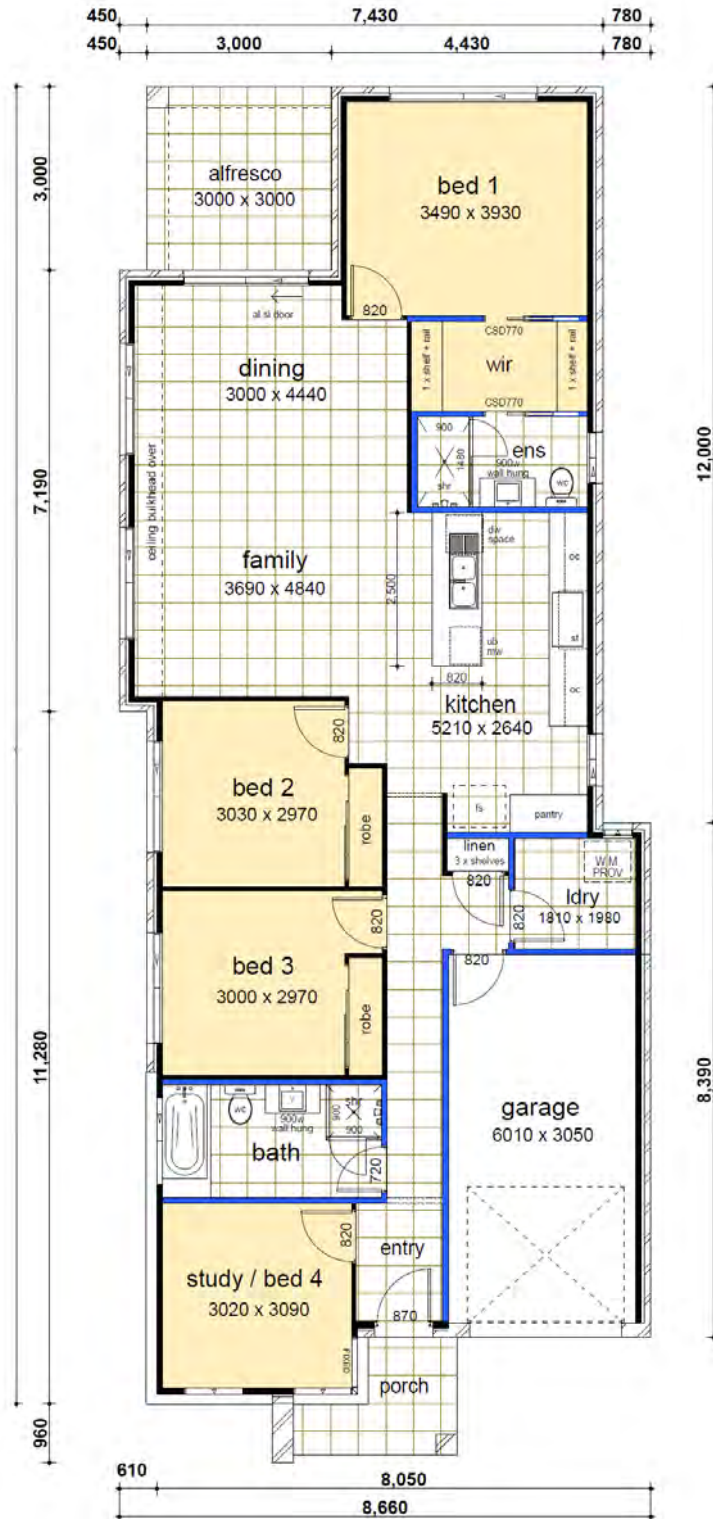 450 7,430 780
450 3,000 4,430 780
3,000
7,190
11,280
960
12,000
8,390
alfresco
3000 x 3000
bed 1
3490 x 3930
820
al sl door
CSD770
1 x shelf + rail
wir
1 x shelf + rail
CSD770
dining
3000 x 4440
ceiling bulkhead over
900
1480
shr
ens
900w
wall hung
wc
family
3690 x 4840
2,500
dw
space
ub
mw
820
oc
st
oc
kitchen
5210 x 2640
fs
pantry
820
bed 2
3030 x 2970
robe
linen
3 x shelves
820
W M
PROV
ldry
1810 x 1980
820
820
820
bed 3
3000 x 2970
robe
garage
6010 x 3050
wc
900w
wall hung
900
shr
900
bath
720
820
entry
study / bed 4
3020 x 3090
870
FIXED
porch
610 8,050
8,660